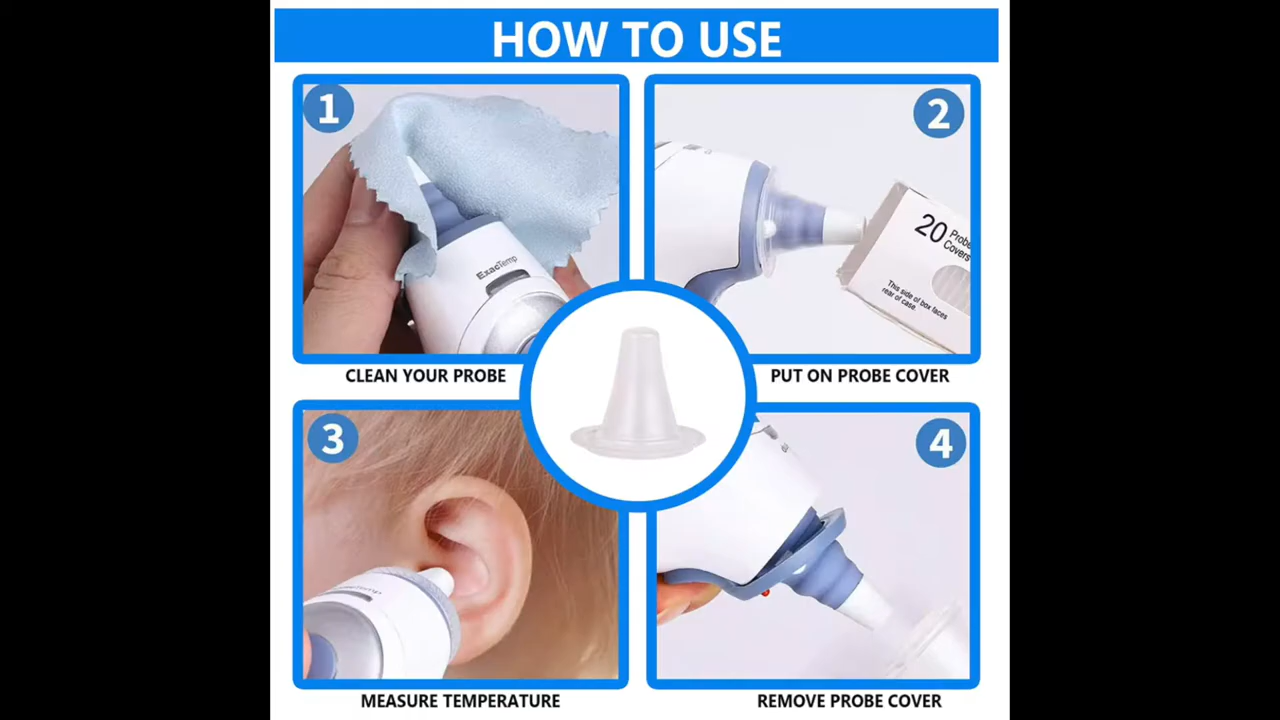 HOW TO USE
1
ExacTemp
CLEAN YOUR PROBE
2
20 Probe
Covers
This side of box faces
rear of case.
PUT ON PROBE COVER
3
MEASURE TEMPERATURE
4
REMOVE PROBE COVER